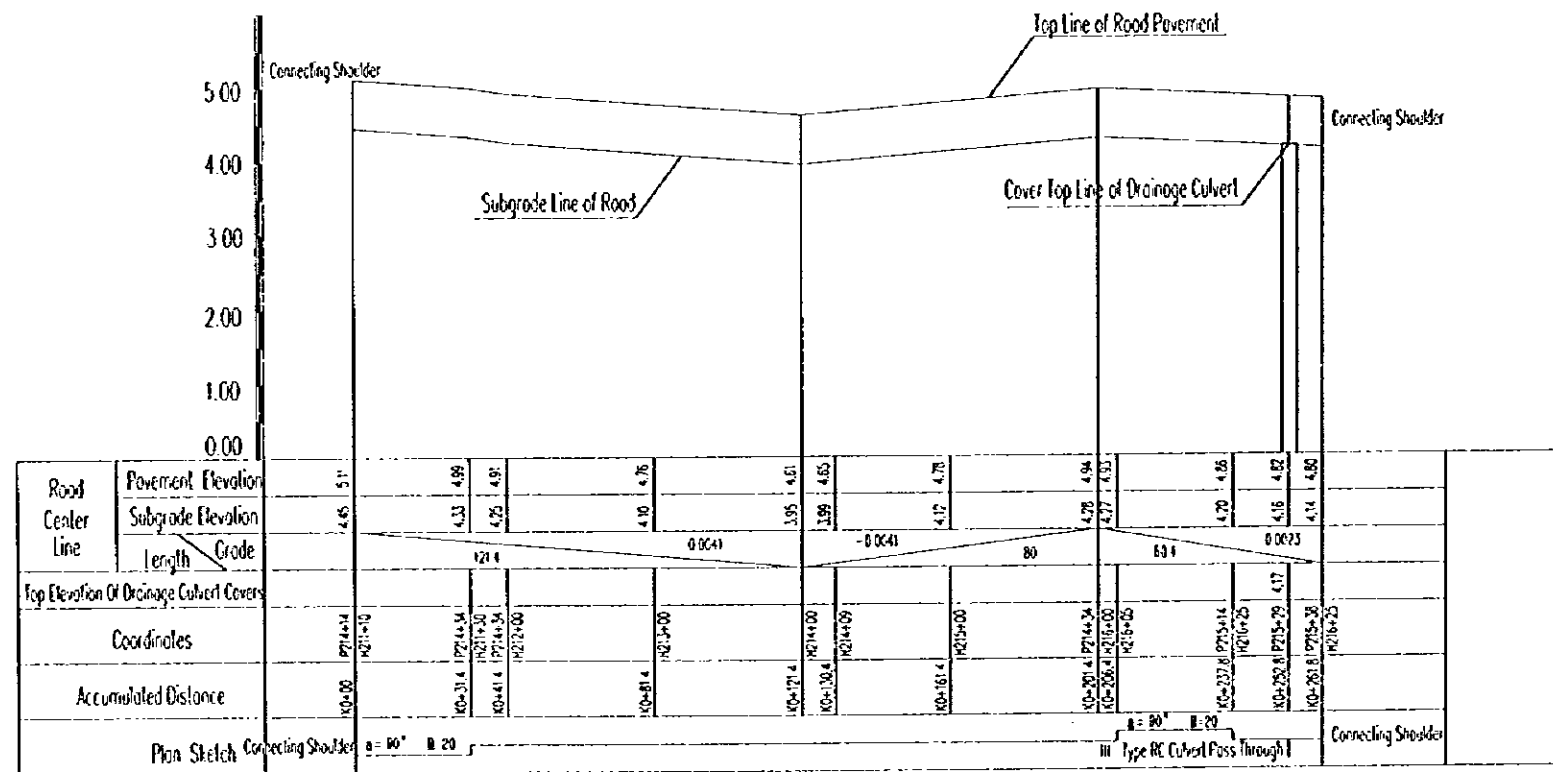 Top Line of Road Pavement
Connecting Shoulder
5.00
Connecting Shoulder
4.00
Subgrade Line of Road
Cover Top Line of Drainage Culvert
3.00
2.00
1.00
0.00
Road Center Line
Pavement Elevation
5.1 4.99 4.91 4.76 4.61 4.65 4.78 4.94 4.93 4.86 4.82 4.80
Subgrade Elevation
4.45 4.33 4.25 4.10 3.95 3.99 4.12 4.28 4.27 4.20 4.16 4.14
Grade
0.0041 -0.0041 0.0023
Length
121.4 80 60.4
Top Elevation Of Drainage Culvert Covers
4.17
Coordinates
P214+14 H211+10 P214+34 H211+30 P214+34 H212+00 H213+00 H214+00 H214+09 H215+00 P214+34 H216+00 H216+05 P215+14 H216+25 P215+29 P215+38 H216+25
Accumulated Distance
K0+00 K0+31.4 K0+41.4 K0+81.4 K0+121.4 K0+130.4 K0+161.4 K0+201.4 K0+206.4 K0+237.8 K0+252.8 K0+261.8
Plan Sketch
Connecting Shoulder
a = 90° R 20
a = 90° R=20
Type RC Culvert Pass Through
Connecting Shoulder